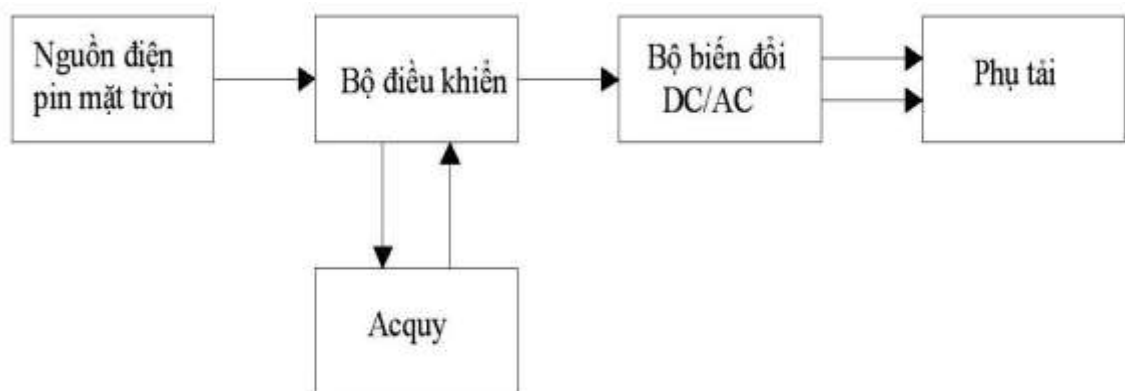 Nguồn điện
pin mặt trời
Bộ điều khiển
Bộ biến đổi
DC/AC
Phụ tải
Acquy